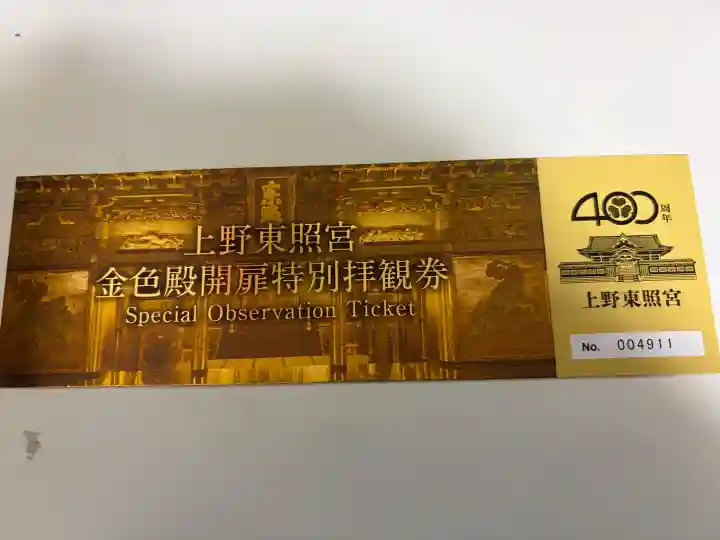 上野東照宮
金色殿開扉特別拝観券
Special Observation Ticket
400周年
上野東照宮
No. 004911